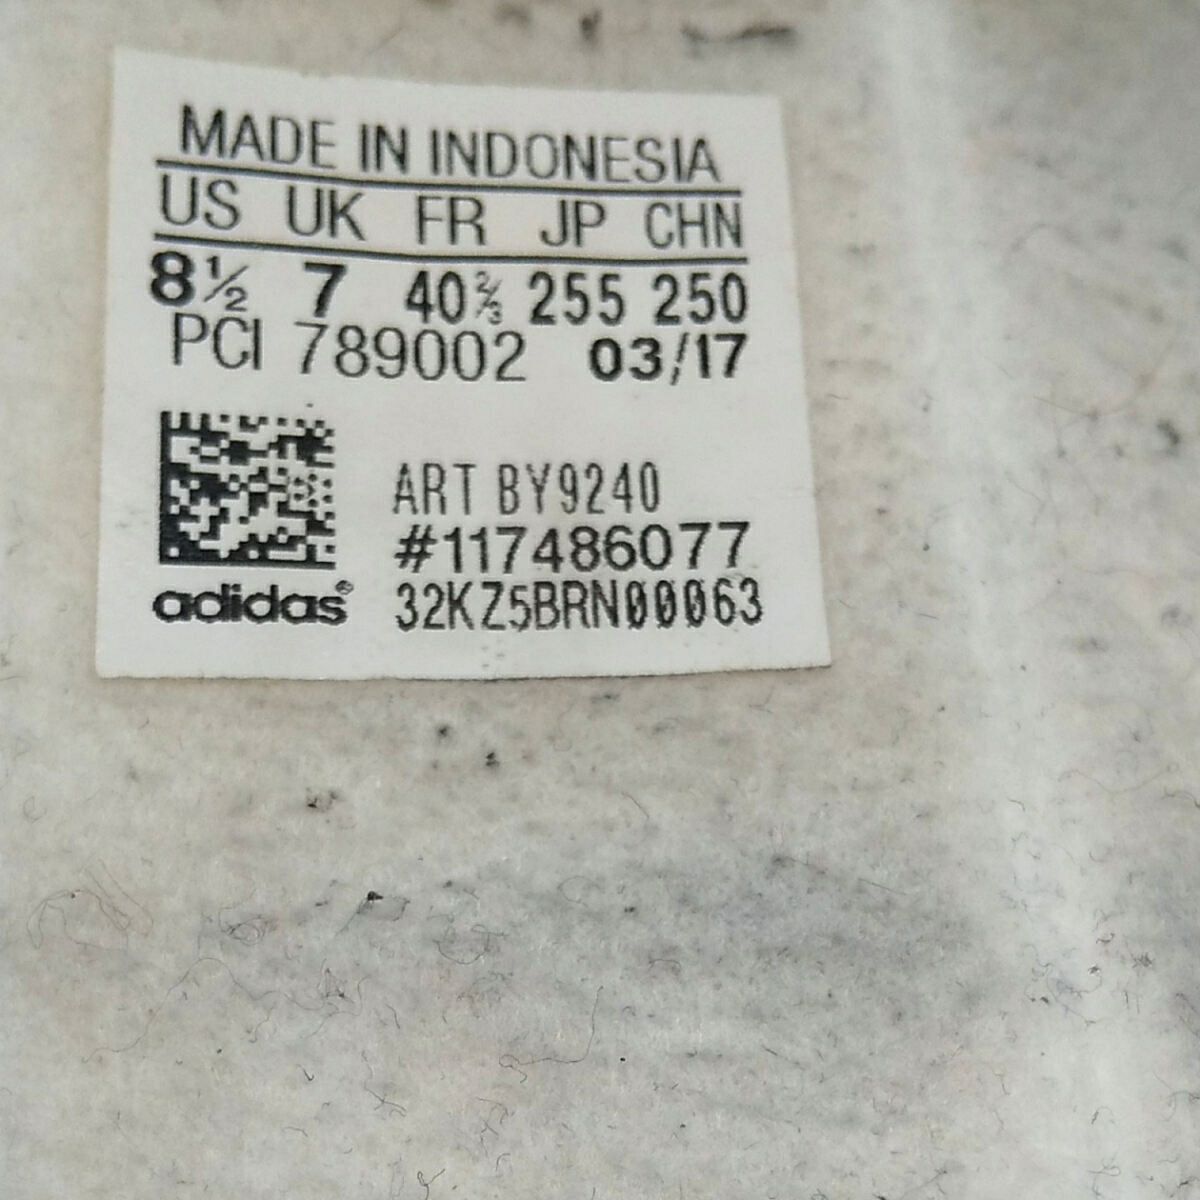 MADE IN INDONESIA
US UK FR JP CHN
8½ 7 40⅔ 255 250
PCI 789002 03/17
ART BY9240
#117486077
adidas® 32KZ5BRN00063